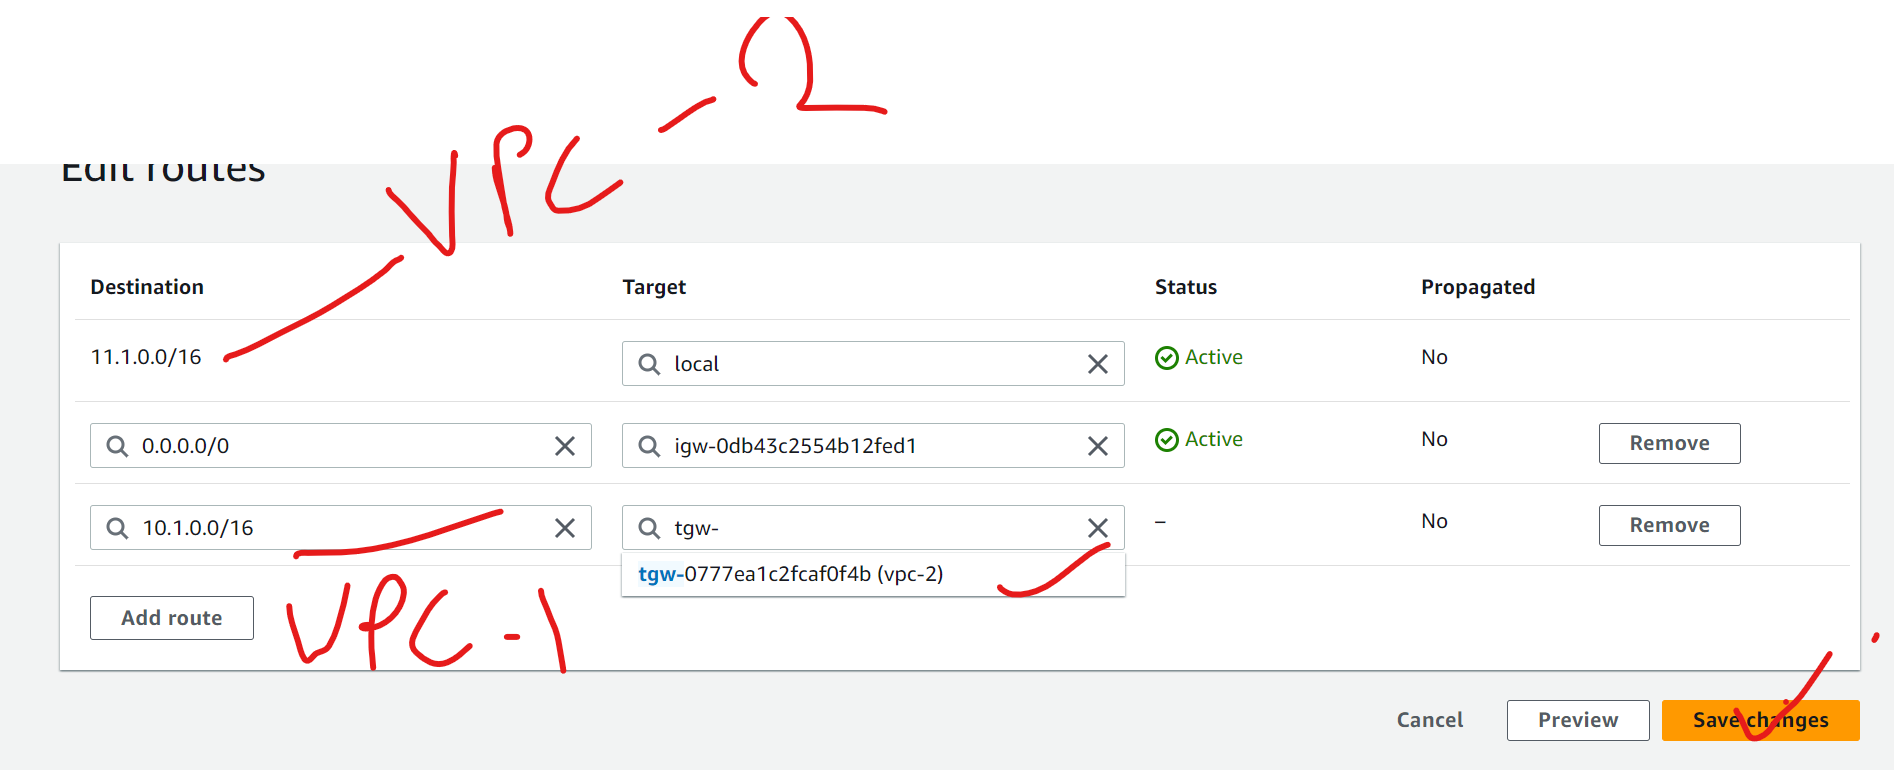 VPC - 2
Edit routes
Destination Target Status Propagated
11.1.0.0/16 local Active No
0.0.0.0/0 igw-0db43c2554b12fed1 Active No Remove
10.1.0.0/16 tgw- – No Remove
tgw-0777ea1c2fcaf0f4b (vpc-2)
Add route
VPC-1
Cancel Preview Save changes